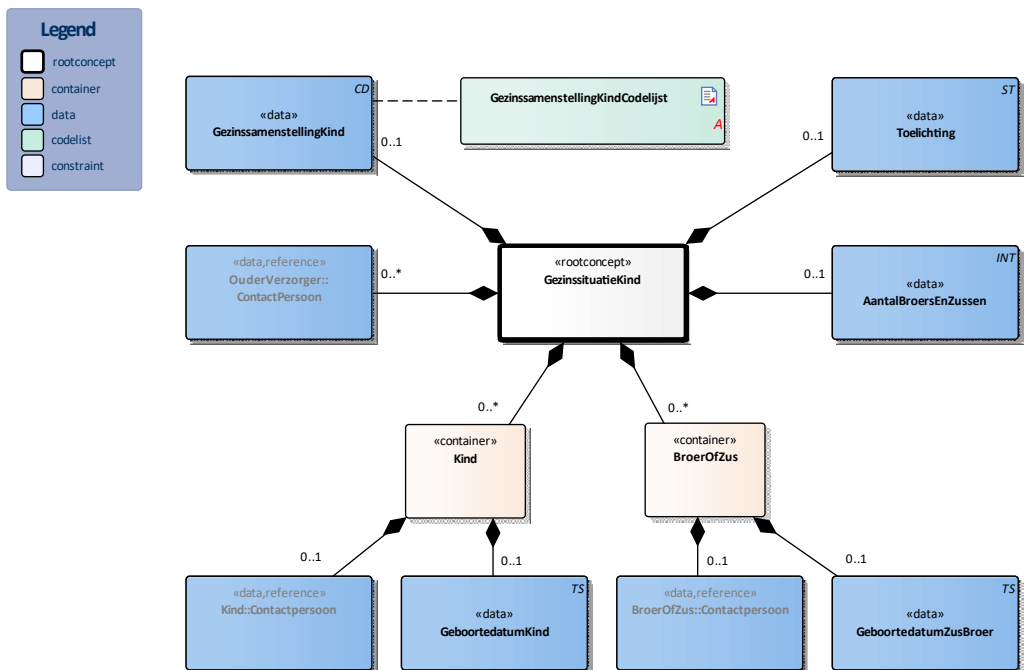 Legend
rootconcept
container
data
codelist
constraint
CD
«data»
GezinssamenstellingKind
0..1
GezinssamenstellingKindCodelijst
A
ST
«data»
Toelichting
0..1
«data,reference»
OuderVerzorger::
ContactPersoon
0..*
«rootconcept»
GezinssituatieKind
0..1
INT
«data»
AantalBroersEnZussen
0..*
«container»
Kind
0..*
«container»
BroerOfZus
0..1
0..1
0..1
0..1
«data,reference»
Kind::Contactpersoon
TS
«data»
GeboortedatumKind
«data,reference»
BroerOfZus::Contactpersoon
TS
«data»
GeboortedatumZusBroer